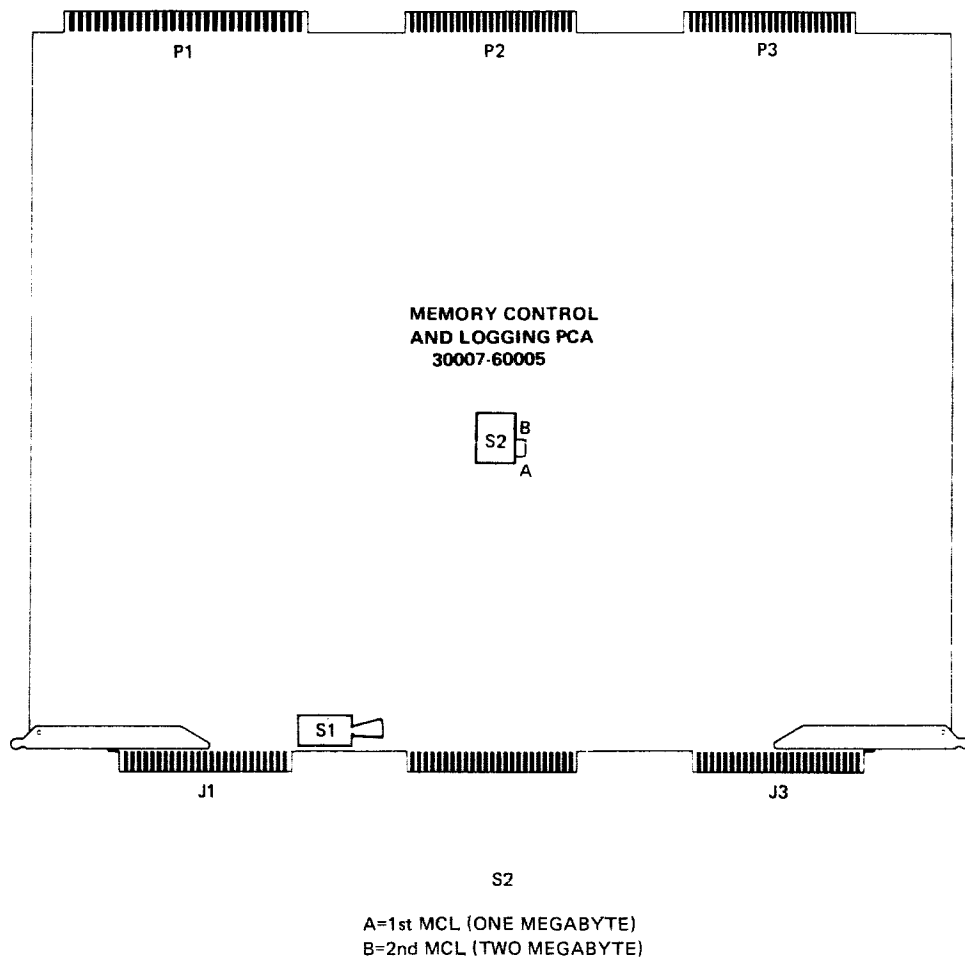 P1 P2 P3
MEMORY CONTROL
AND LOGGING PCA
30007-60005
B
S2
A
S1
J1 J3
S2
A=1st MCL (ONE MEGABYTE)
B=2nd MCL (TWO MEGABYTE)